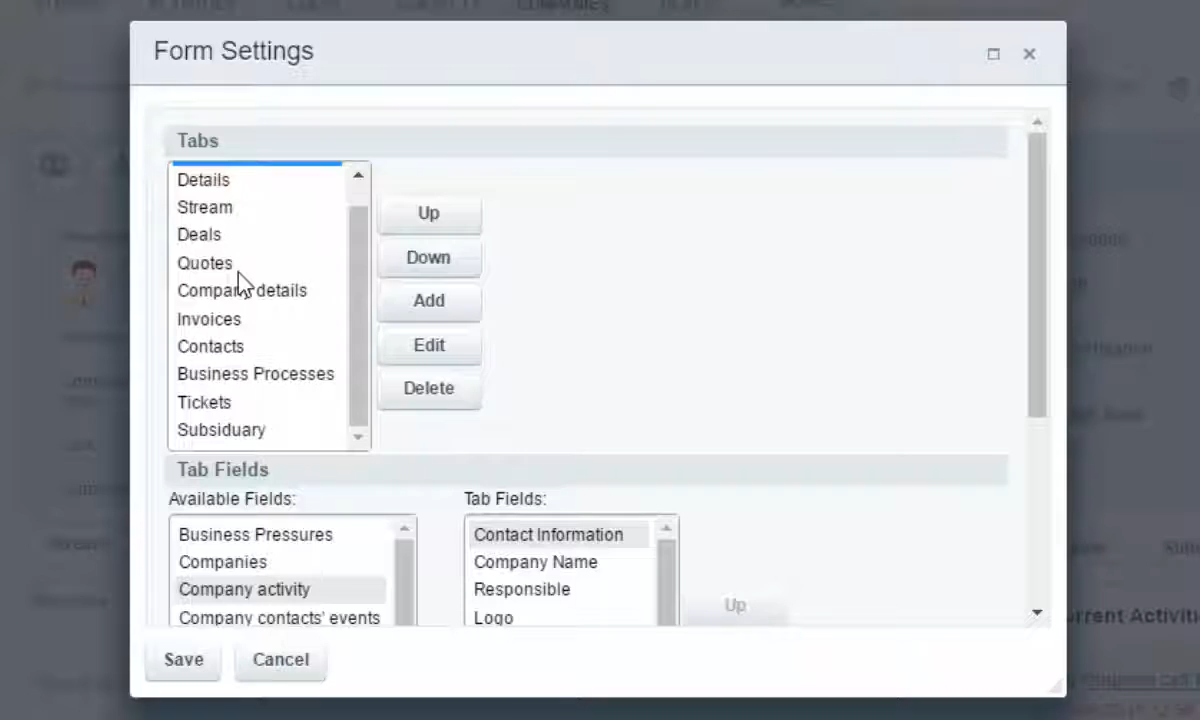 Form Settings
Tabs
Details
Stream
Deals
Quotes
Company details
Invoices
Contacts
Business Processes
Tickets
Subsiduary
Up
Down
Add
Edit
Delete
Tab Fields
Available Fields:
Business Pressures
Companies
Company activity
Company contacts' events
Tab Fields:
Contact Information
Company Name
Responsible
Logo
Up
Save
Cancel